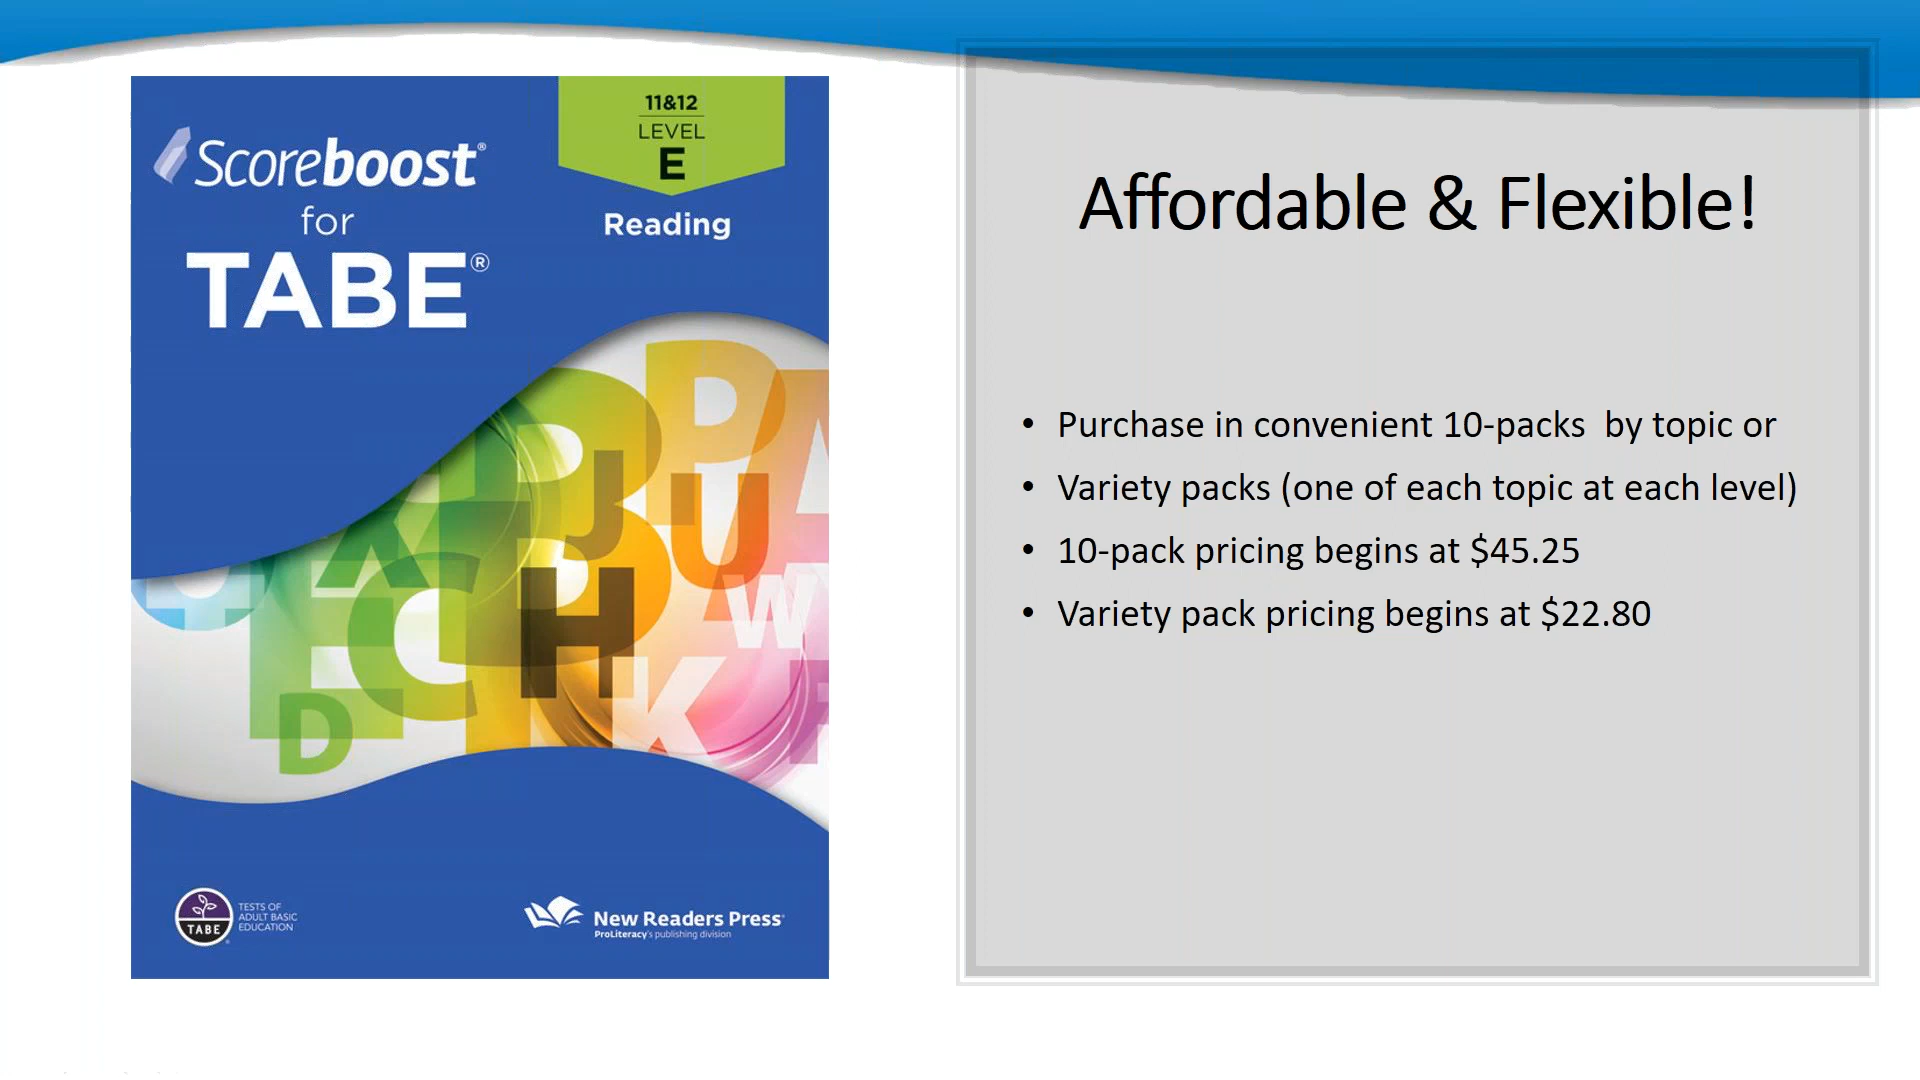 11&12
LEVEL
E
Scoreboost®
for
TABE®
Reading
P
A
B
P
J
U
X
B
C
H
W
E
K
D
TABE
TESTS OF
ADULT BASIC
EDUCATION
New Readers Press
ProLiteracy's publishing division
Affordable & Flexible!
• Purchase in convenient 10-packs  by topic or
• Variety packs (one of each topic at each level)
• 10-pack pricing begins at $45.25
• Variety pack pricing begins at $22.80